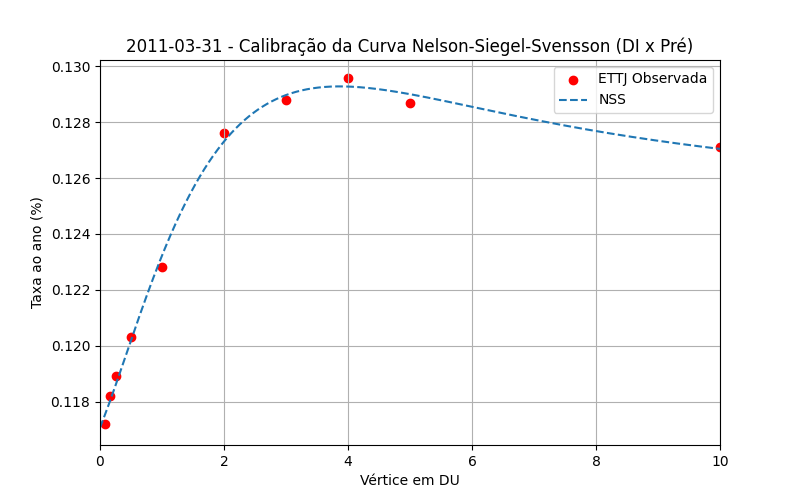 2011-03-31 - Calibração da Curva Nelson-Siegel-Svensson (DI x Pré)
ETTJ Observada
NSS
Taxa ao ano (%)
0.130
0.128
0.126
0.124
0.122
0.120
0.118
0 2 4 6 8 10
Vértice em DU